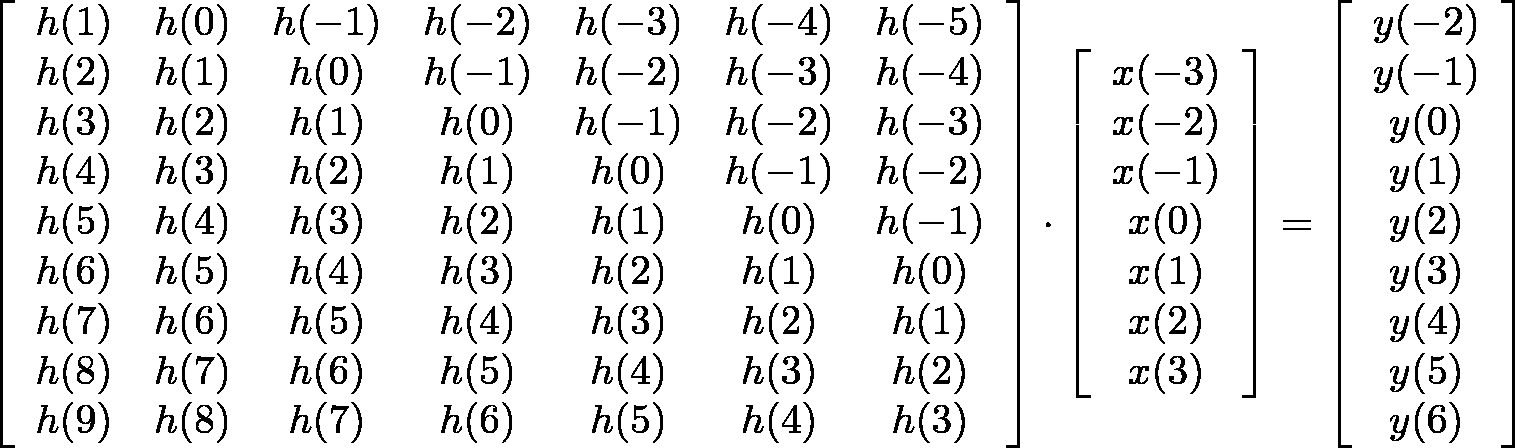 h(1) h(0) h(−1) h(−2) h(−3) h(−4) h(−5) y(−2)
h(2) h(1) h(0) h(−1) h(−2) h(−3) h(−4) x(−3) y(−1)
h(3) h(2) h(1) h(0) h(−1) h(−2) h(−3) x(−2) y(0)
h(4) h(3) h(2) h(1) h(0) h(−1) h(−2) x(−1) y(1)
h(5) h(4) h(3) h(2) h(1) h(0) h(−1) · x(0) = y(2)
h(6) h(5) h(4) h(3) h(2) h(1) h(0) x(1) y(3)
h(7) h(6) h(5) h(4) h(3) h(2) h(1) x(2) y(4)
h(8) h(7) h(6) h(5) h(4) h(3) h(2) x(3) y(5)
h(9) h(8) h(7) h(6) h(5) h(4) h(3) y(6)